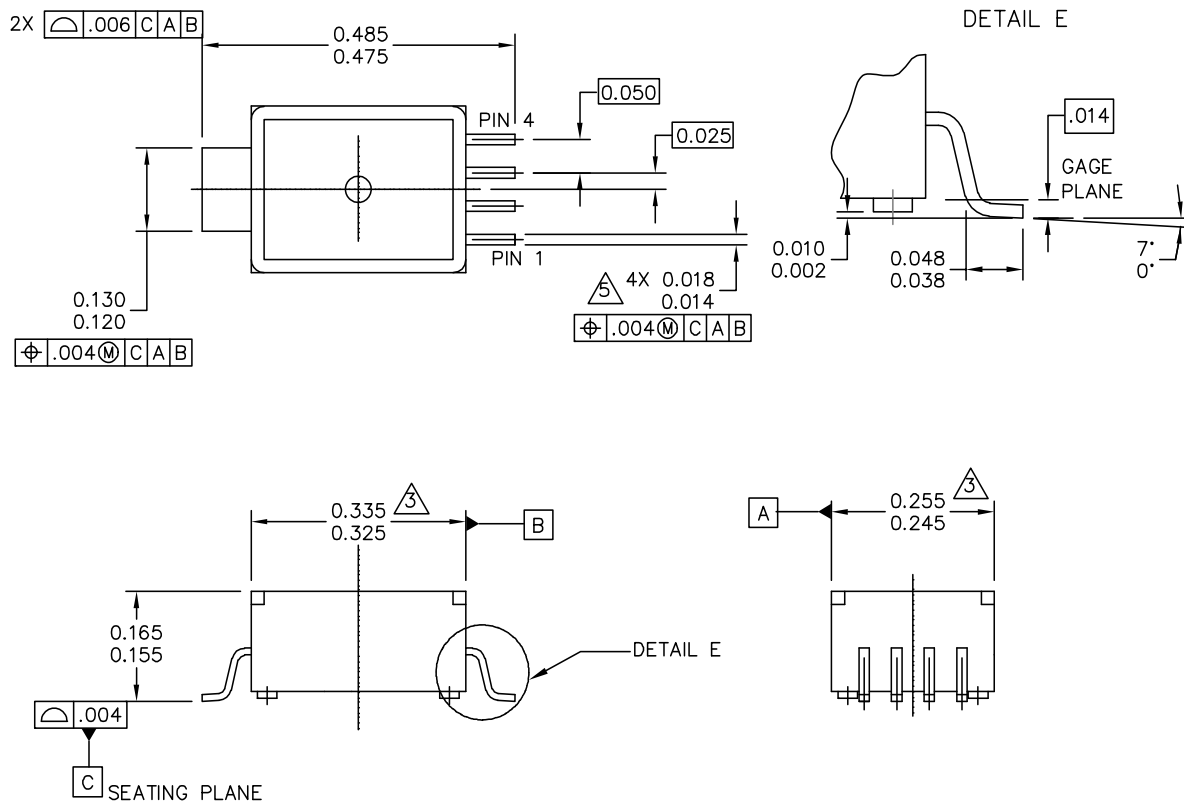 DETAIL E
2X ⌓ .006 C A B
0.485
0.475
0.050
PIN 4
0.025
.014
GAGE
PLANE
PIN 1
0.010
0.002
0.048
0.038
7°
0°
5 4X 0.018
0.014
⌖ .004 Ⓜ C A B
0.130
0.120
⌖ .004 Ⓜ C A B
0.335 3
0.325
B
A
0.255 3
0.245
0.165
0.155
DETAIL E
⌓ .004
C SEATING PLANE